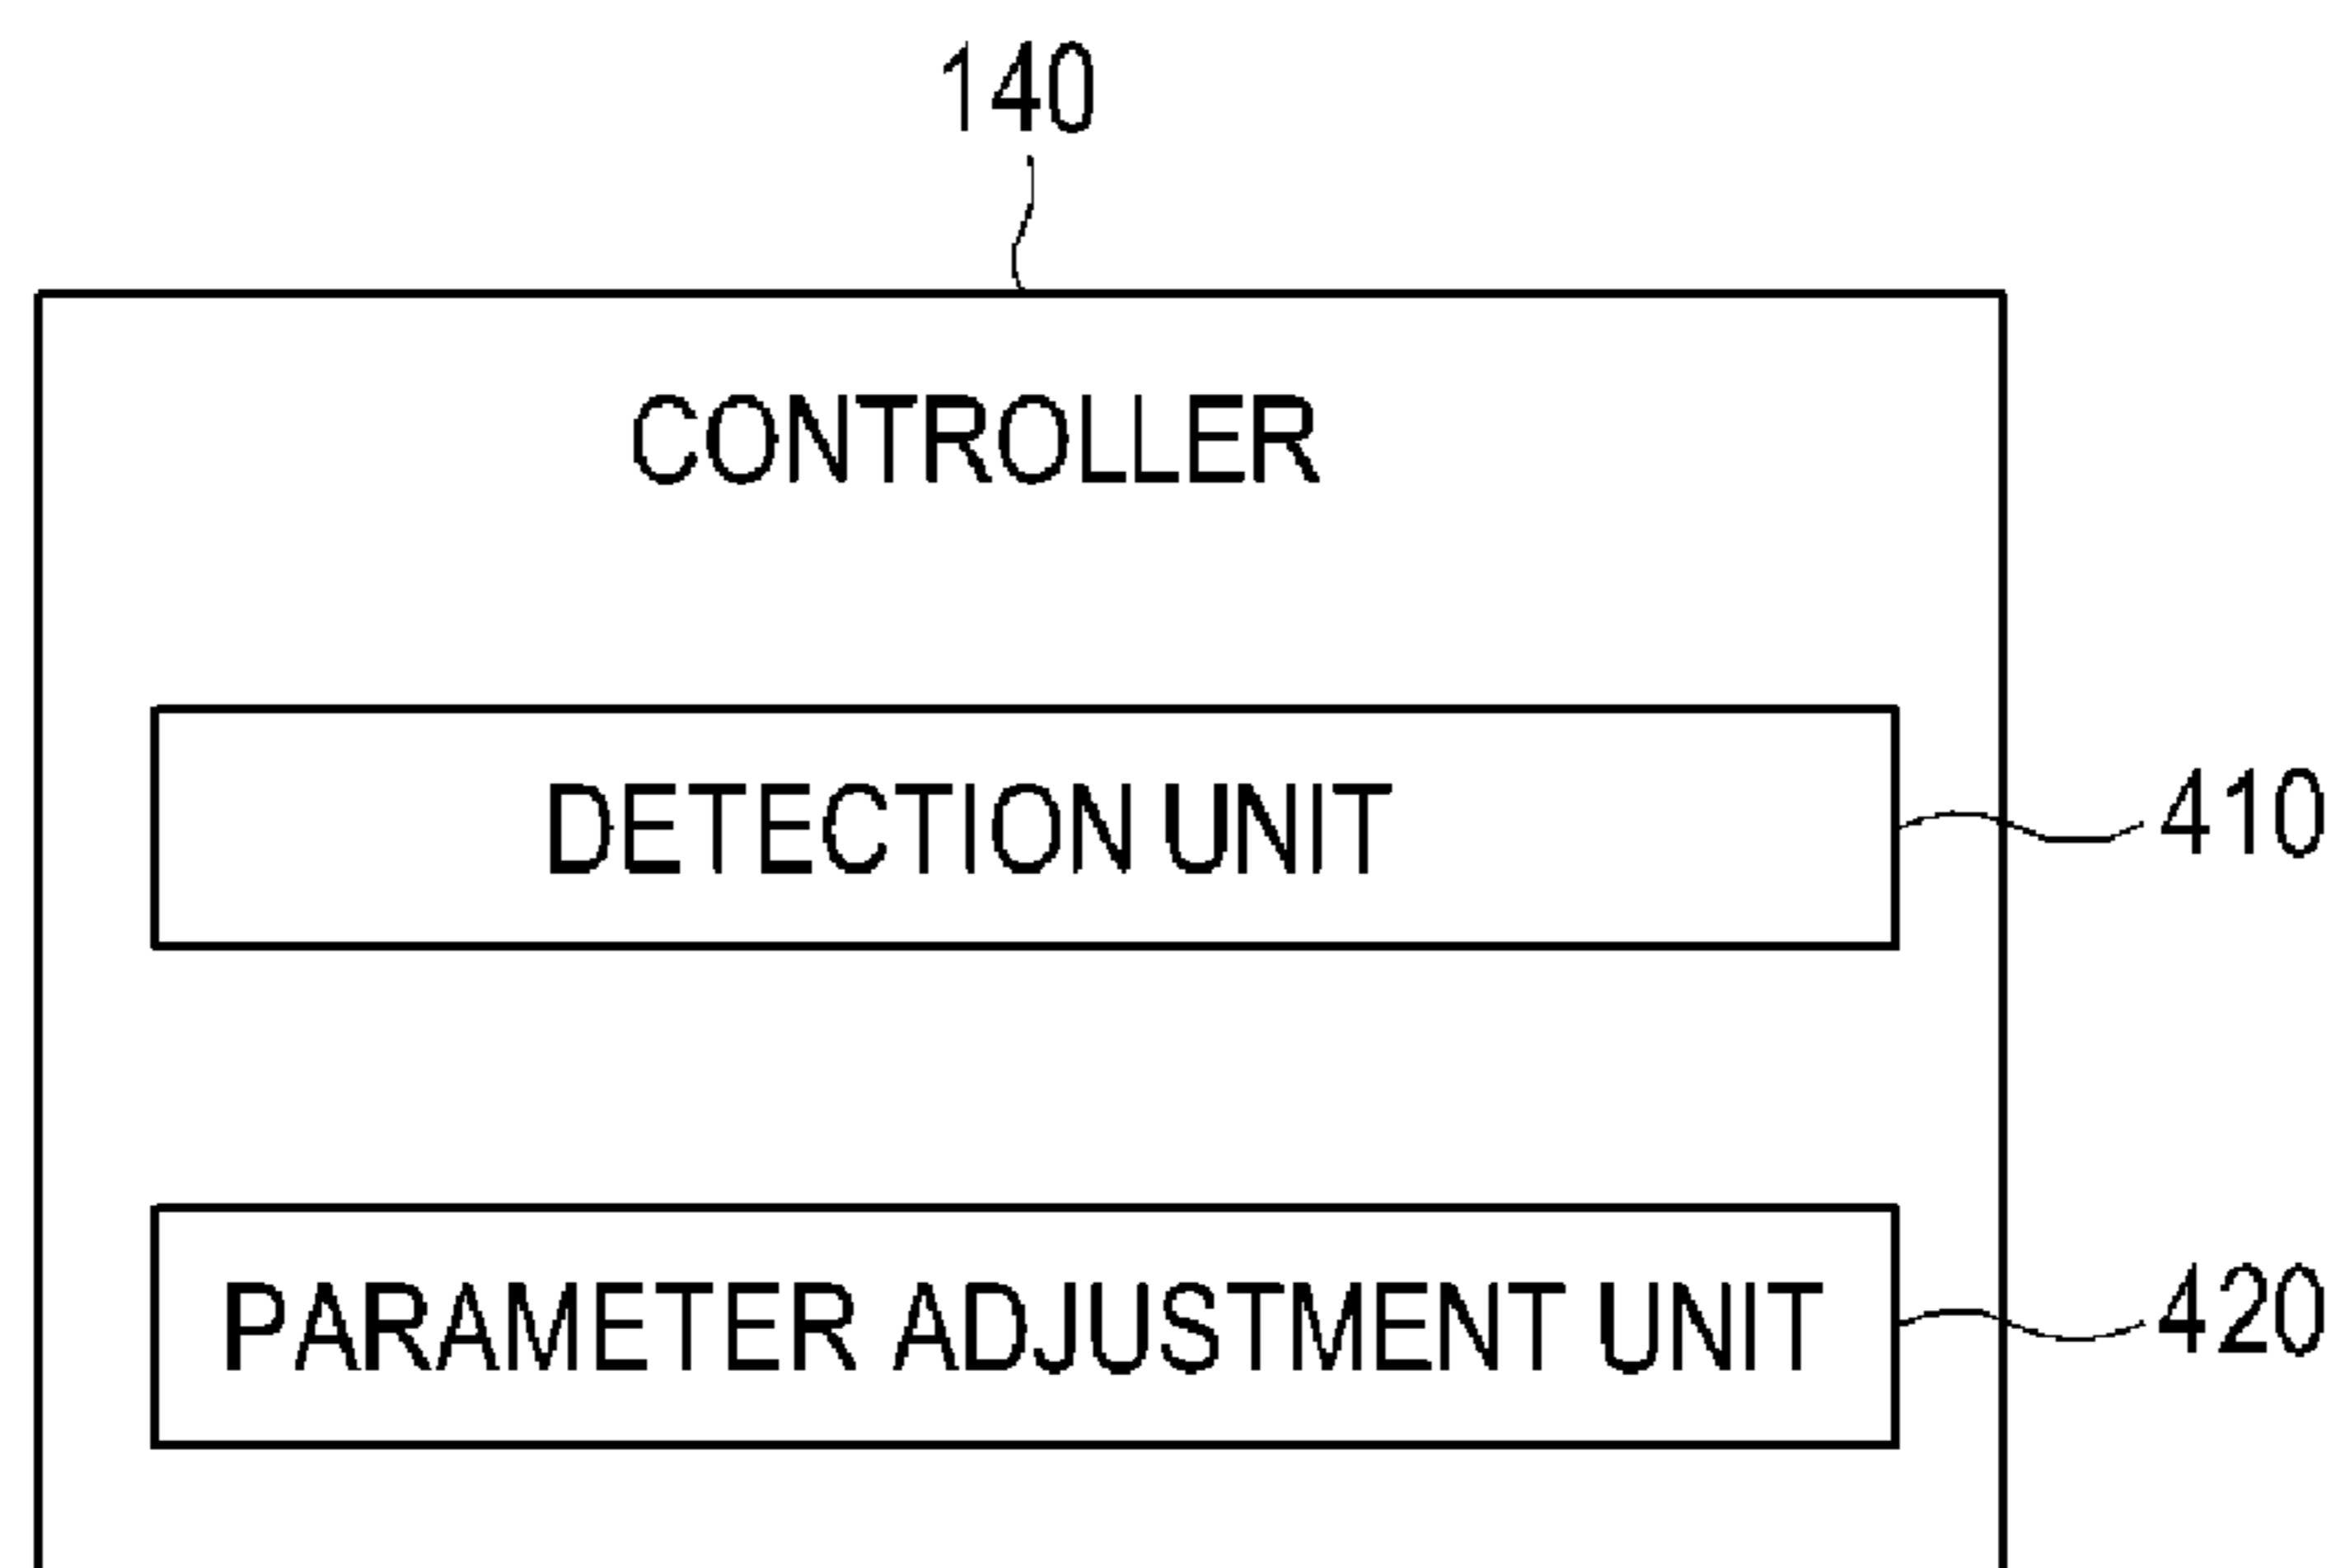 140
CONTROLLER
DETECTION UNIT
410
PARAMETER ADJUSTMENT UNIT
420